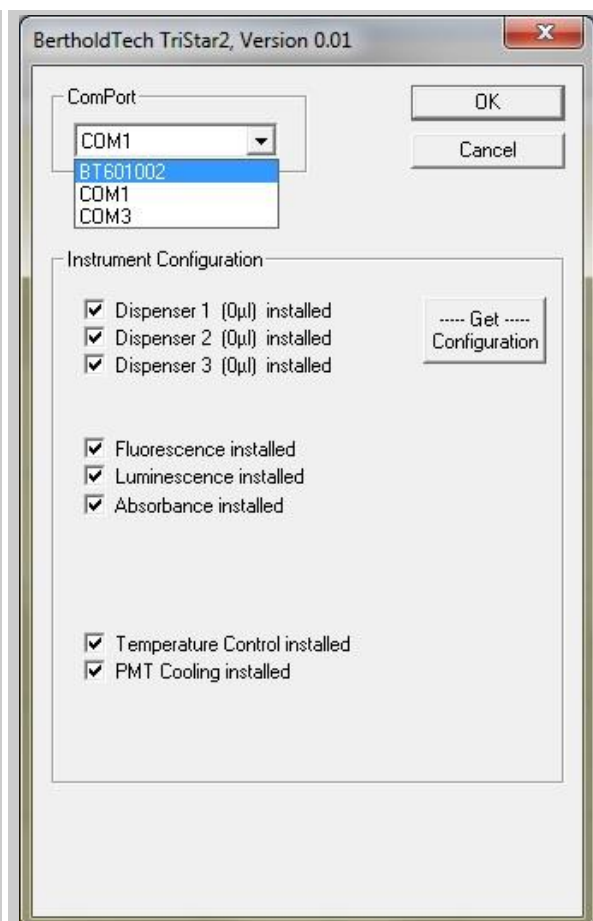 BertholdTech TriStar2, Version 0.01
ComPort
OK
COM1
Cancel
BT601002
COM1
COM3
Instrument Configuration
Dispenser 1 (0µl) installed
Dispenser 2 (0µl) installed
Dispenser 3 (0µl) installed
----- Get -----
Configuration
Fluorescence installed
Luminescence installed
Absorbance installed
Temperature Control installed
PMT Cooling installed